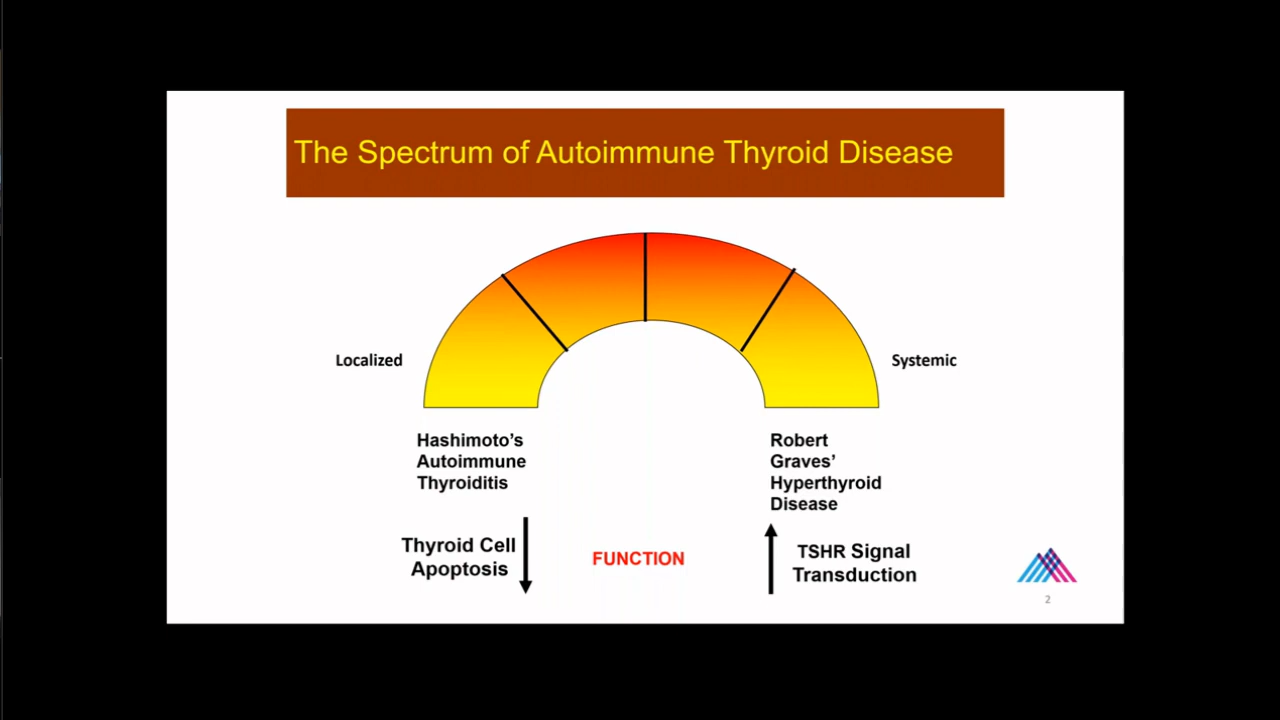 The Spectrum of Autoimmune Thyroid Disease
Localized
Systemic
Hashimoto’s
Autoimmune
Thyroiditis
Robert
Graves’
Hyperthyroid
Disease
Thyroid Cell
Apoptosis
FUNCTION
TSHR Signal
Transduction
2